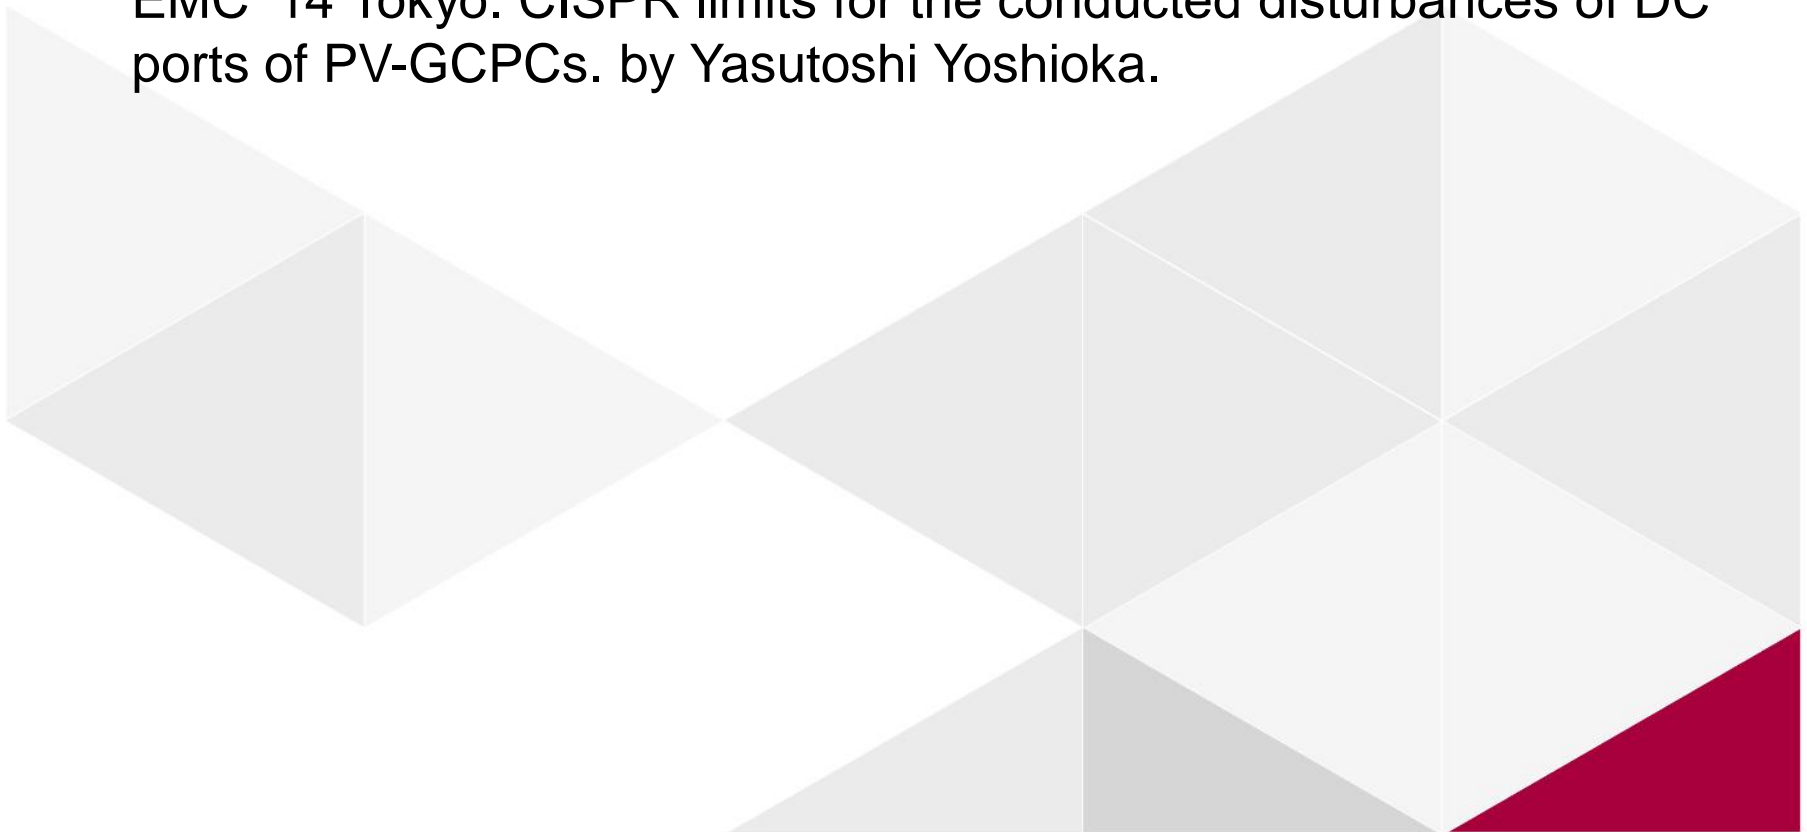 EMC '14 Tokyo. CISPR limits for the conducted disturbances of DC
ports of PV-GCPCs. by Yasutoshi Yoshioka.